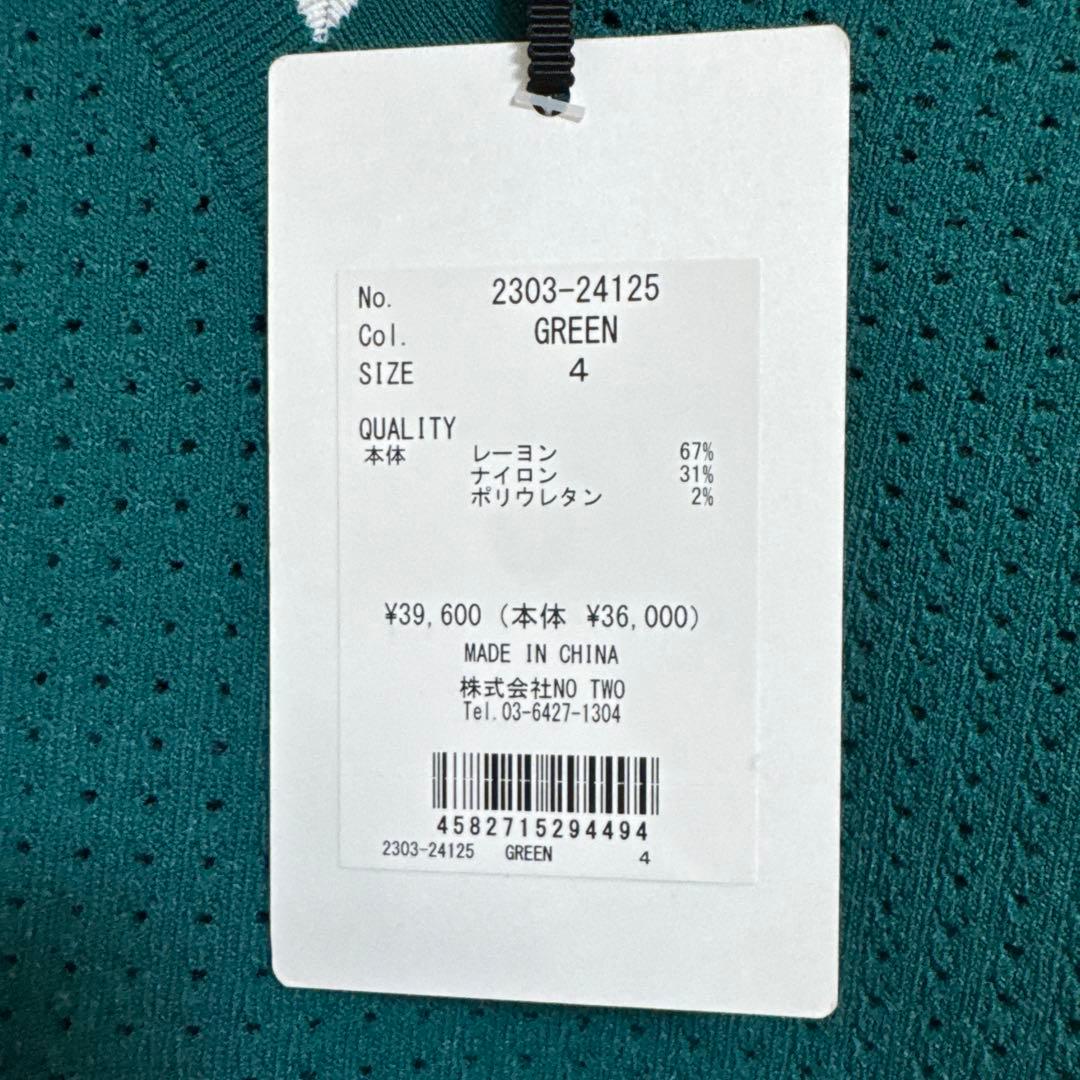 No. 2303-24125
Col. GREEN
SIZE 4
QUALITY
本体 レーヨン 67%
ナイロン 31%
ポリウレタン 2%
¥39,600 (本体 ¥36,000)
MADE IN CHINA
株式会社NO TWO
Tel.03-6427-1304
4582715294494
2303-24125 GREEN 4